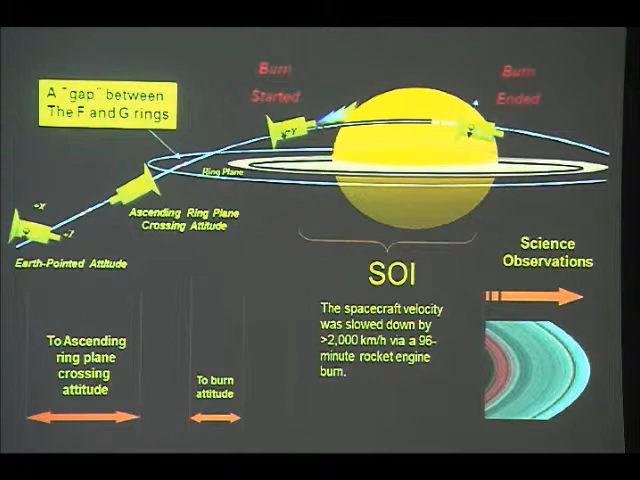 Burn
Started
Burn
Ended
A "gap" between
The F and G rings
Ring Plane
Ascending Ring Plane
Crossing Attitude
Earth-Pointed Attitude
SOI
The spacecraft velocity
was slowed down by
>2,000 km/h via a 96-
minute rocket engine
burn.
Science
Observations
To Ascending
ring plane
crossing
attitude
To burn
attitude